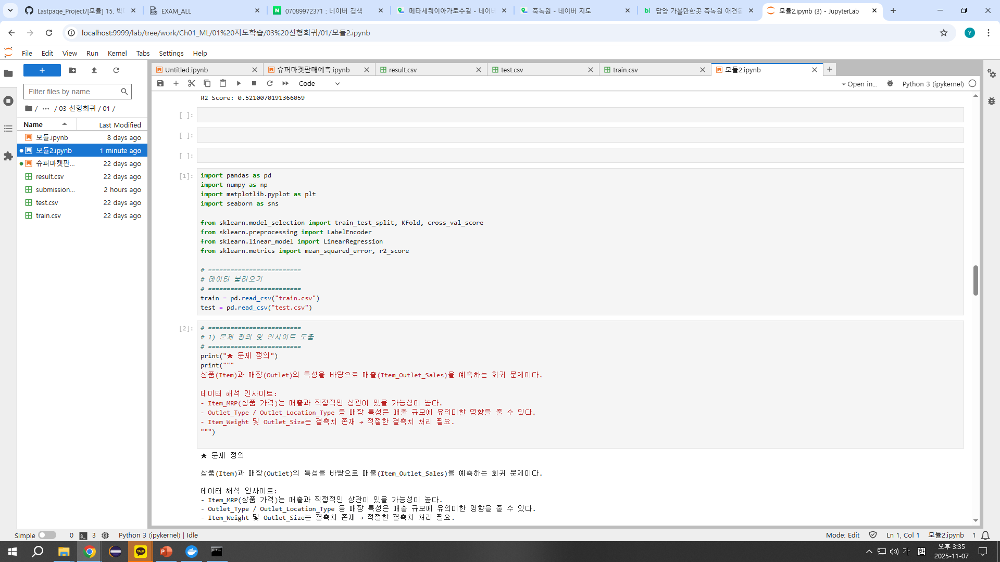 Lastpage_Project/[모듈] 15. 빅
EXAM_ALL
07089972371 : 네이버 검색
메타세쿼이아가로수길 - 네이버
죽녹원 - 네이버 지도
담양 가볼만한곳 죽녹원 애견동
모듈2.ipynb (3) - JupyterLab
localhost:9999/lab/tree/work/Ch01_ML/01%20지도학습/03%20선형회귀/01/모듈2.ipynb
Y
File Edit View Run Kernel Tabs Settings Help
Untitled.ipynb
슈퍼마켓판매예측.ipynb
result.csv
test.csv
train.csv
모듈2.ipynb
Code
Open in...
Python 3 (ipykernel)
Filter files by name
/ ··· / 03 선형회귀 / 01 /
Name Last Modified
모듈.ipynb 8 days ago
모듈2.ipynb 1 minute ago
슈퍼마켓판... 22 days ago
result.csv 22 days ago
submission... 2 hours ago
test.csv 22 days ago
train.csv 22 days ago
R2 Score: 0.5210070191366059
[ ]:
[ ]:
[ ]:
[1]:
import pandas as pd
import numpy as np
import matplotlib.pyplot as plt
import seaborn as sns
from sklearn.model_selection import train_test_split, KFold, cross_val_score
from sklearn.preprocessing import LabelEncoder
from sklearn.linear_model import LinearRegression
from sklearn.metrics import mean_squared_error, r2_score
# =========================
# 데이터 불러오기
# =========================
train = pd.read_csv("train.csv")
test = pd.read_csv("test.csv")
[2]:
# =========================
# 1) 문제 정의 및 인사이트 도출
# =========================
print("★ 문제 정의")
print("""
상품(Item)과 매장(Outlet)의 특성을 바탕으로 매출(Item_Outlet_Sales)을 예측하는 회귀 문제이다.
데이터 해석 인사이트:
- Item_MRP(상품 가격)는 매출과 직접적인 상관이 있을 가능성이 높다.
- Outlet_Type / Outlet_Location_Type 등 매장 특성은 매출 규모에 유의미한 영향을 줄 수 있다.
- Item_Weight 및 Outlet_Size는 결측치 존재 → 적절한 결측치 처리 필요.
""")
★ 문제 정의
상품(Item)과 매장(Outlet)의 특성을 바탕으로 매출(Item_Outlet_Sales)을 예측하는 회귀 문제이다.
데이터 해석 인사이트:
- Item_MRP(상품 가격)는 매출과 직접적인 상관이 있을 가능성이 높다.
- Outlet_Type / Outlet_Location_Type 등 매장 특성은 매출 규모에 유의미한 영향을 줄 수 있다.
- Item_Weight 및 Outlet_Size는 결측치 존재 → 적절한 결측치 처리 필요.
Simple 0 3 Python 3 (ipykernel) | Idle
Mode: Edit Ln 1, Col 1 모듈2.ipynb 1
TALK
가 한
오후 3:35
2025-11-07